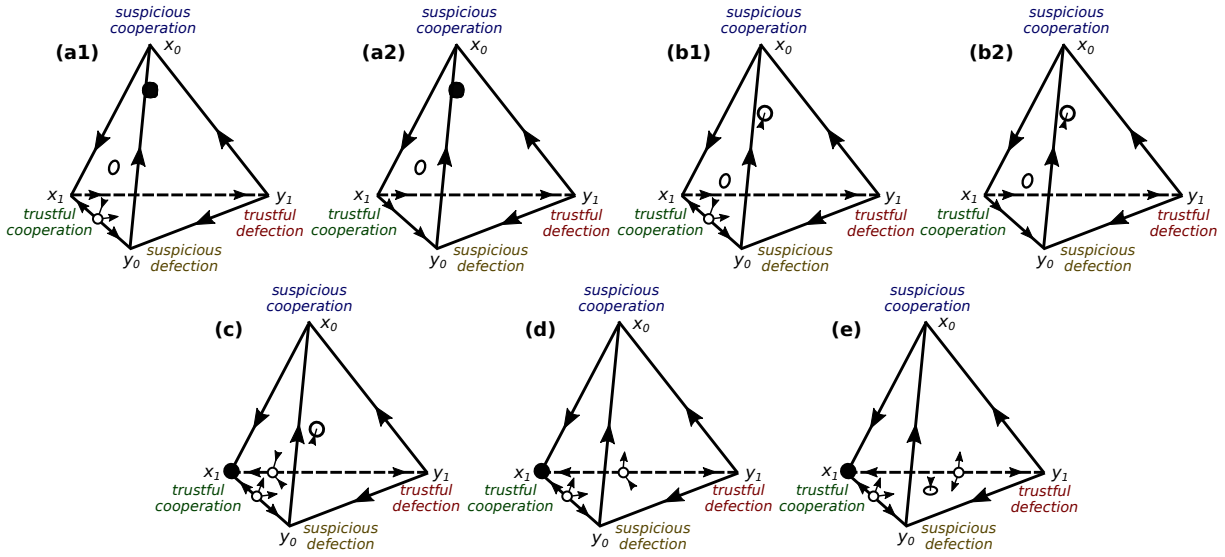 suspicious
cooperation
(a1)
x0
x1
y1
trustful
cooperation
trustful
defection
y0
suspicious
defection
suspicious
cooperation
(a2)
x0
x1
y1
trustful
cooperation
trustful
defection
y0
suspicious
defection
suspicious
cooperation
(b1)
x0
x1
y1
trustful
cooperation
trustful
defection
y0
suspicious
defection
suspicious
cooperation
(b2)
x0
x1
y1
trustful
cooperation
trustful
defection
y0
suspicious
defection
suspicious
cooperation
(c)
x0
x1
y1
trustful
cooperation
trustful
defection
y0
suspicious
defection
suspicious
cooperation
(d)
x0
x1
y1
trustful
cooperation
trustful
defection
y0
suspicious
defection
suspicious
cooperation
(e)
x0
x1
y1
trustful
cooperation
trustful
defection
y0
suspicious
defection